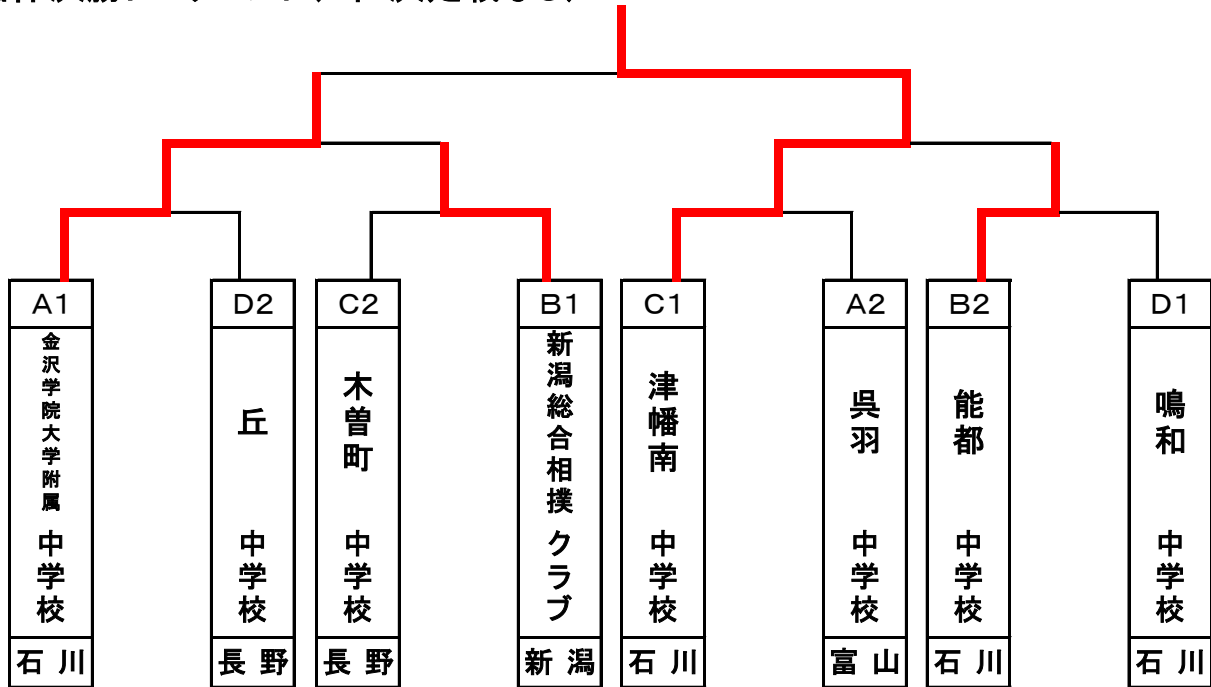 A1
金沢学院大学附属
中学校
石川
D2
丘
中学校
長野
C2
木曽町
中学校
長野
B1
新潟総合相撲
クラブ
新潟
C1
津幡南
中学校
石川
A2
呉羽
中学校
富山
B2
能都
中学校
石川
D1
鳴和
中学校
石川